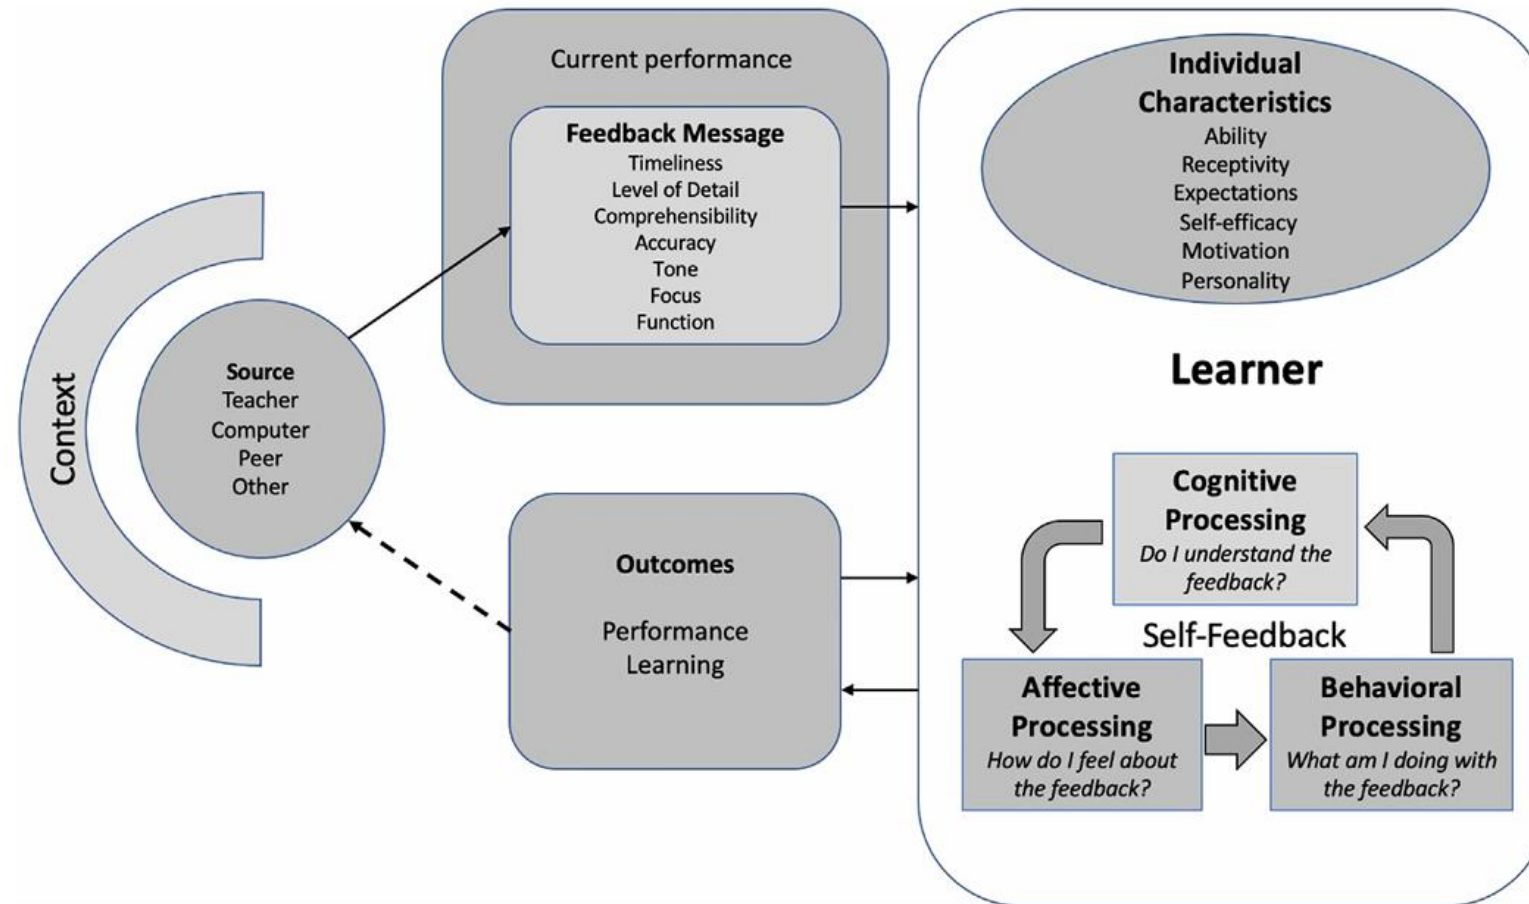 Context
Source
Teacher
Computer
Peer
Other
Current performance
Feedback Message
Timeliness
Level of Detail
Comprehensibility
Accuracy
Tone
Focus
Function
Outcomes
Performance
Learning
Individual
Characteristics
Ability
Receptivity
Expectations
Self-efficacy
Motivation
Personality
Learner
Cognitive
Processing
Do I understand the
feedback?
Self-Feedback
Affective
Processing
How do I feel about
the feedback?
Behavioral
Processing
What am I doing with
the feedback?